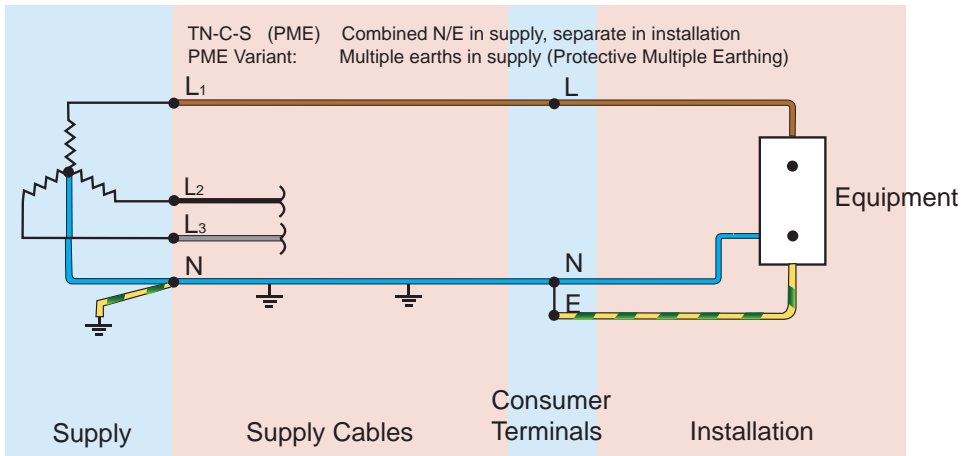 TN-C-S (PME) Combined N/E in supply, separate in installation
PME Variant: Multiple earths in supply (Protective Multiple Earthing)
L1 L
L2
Equipment
L3
N N
E
Consumer
Supply Supply Cables Terminals Installation